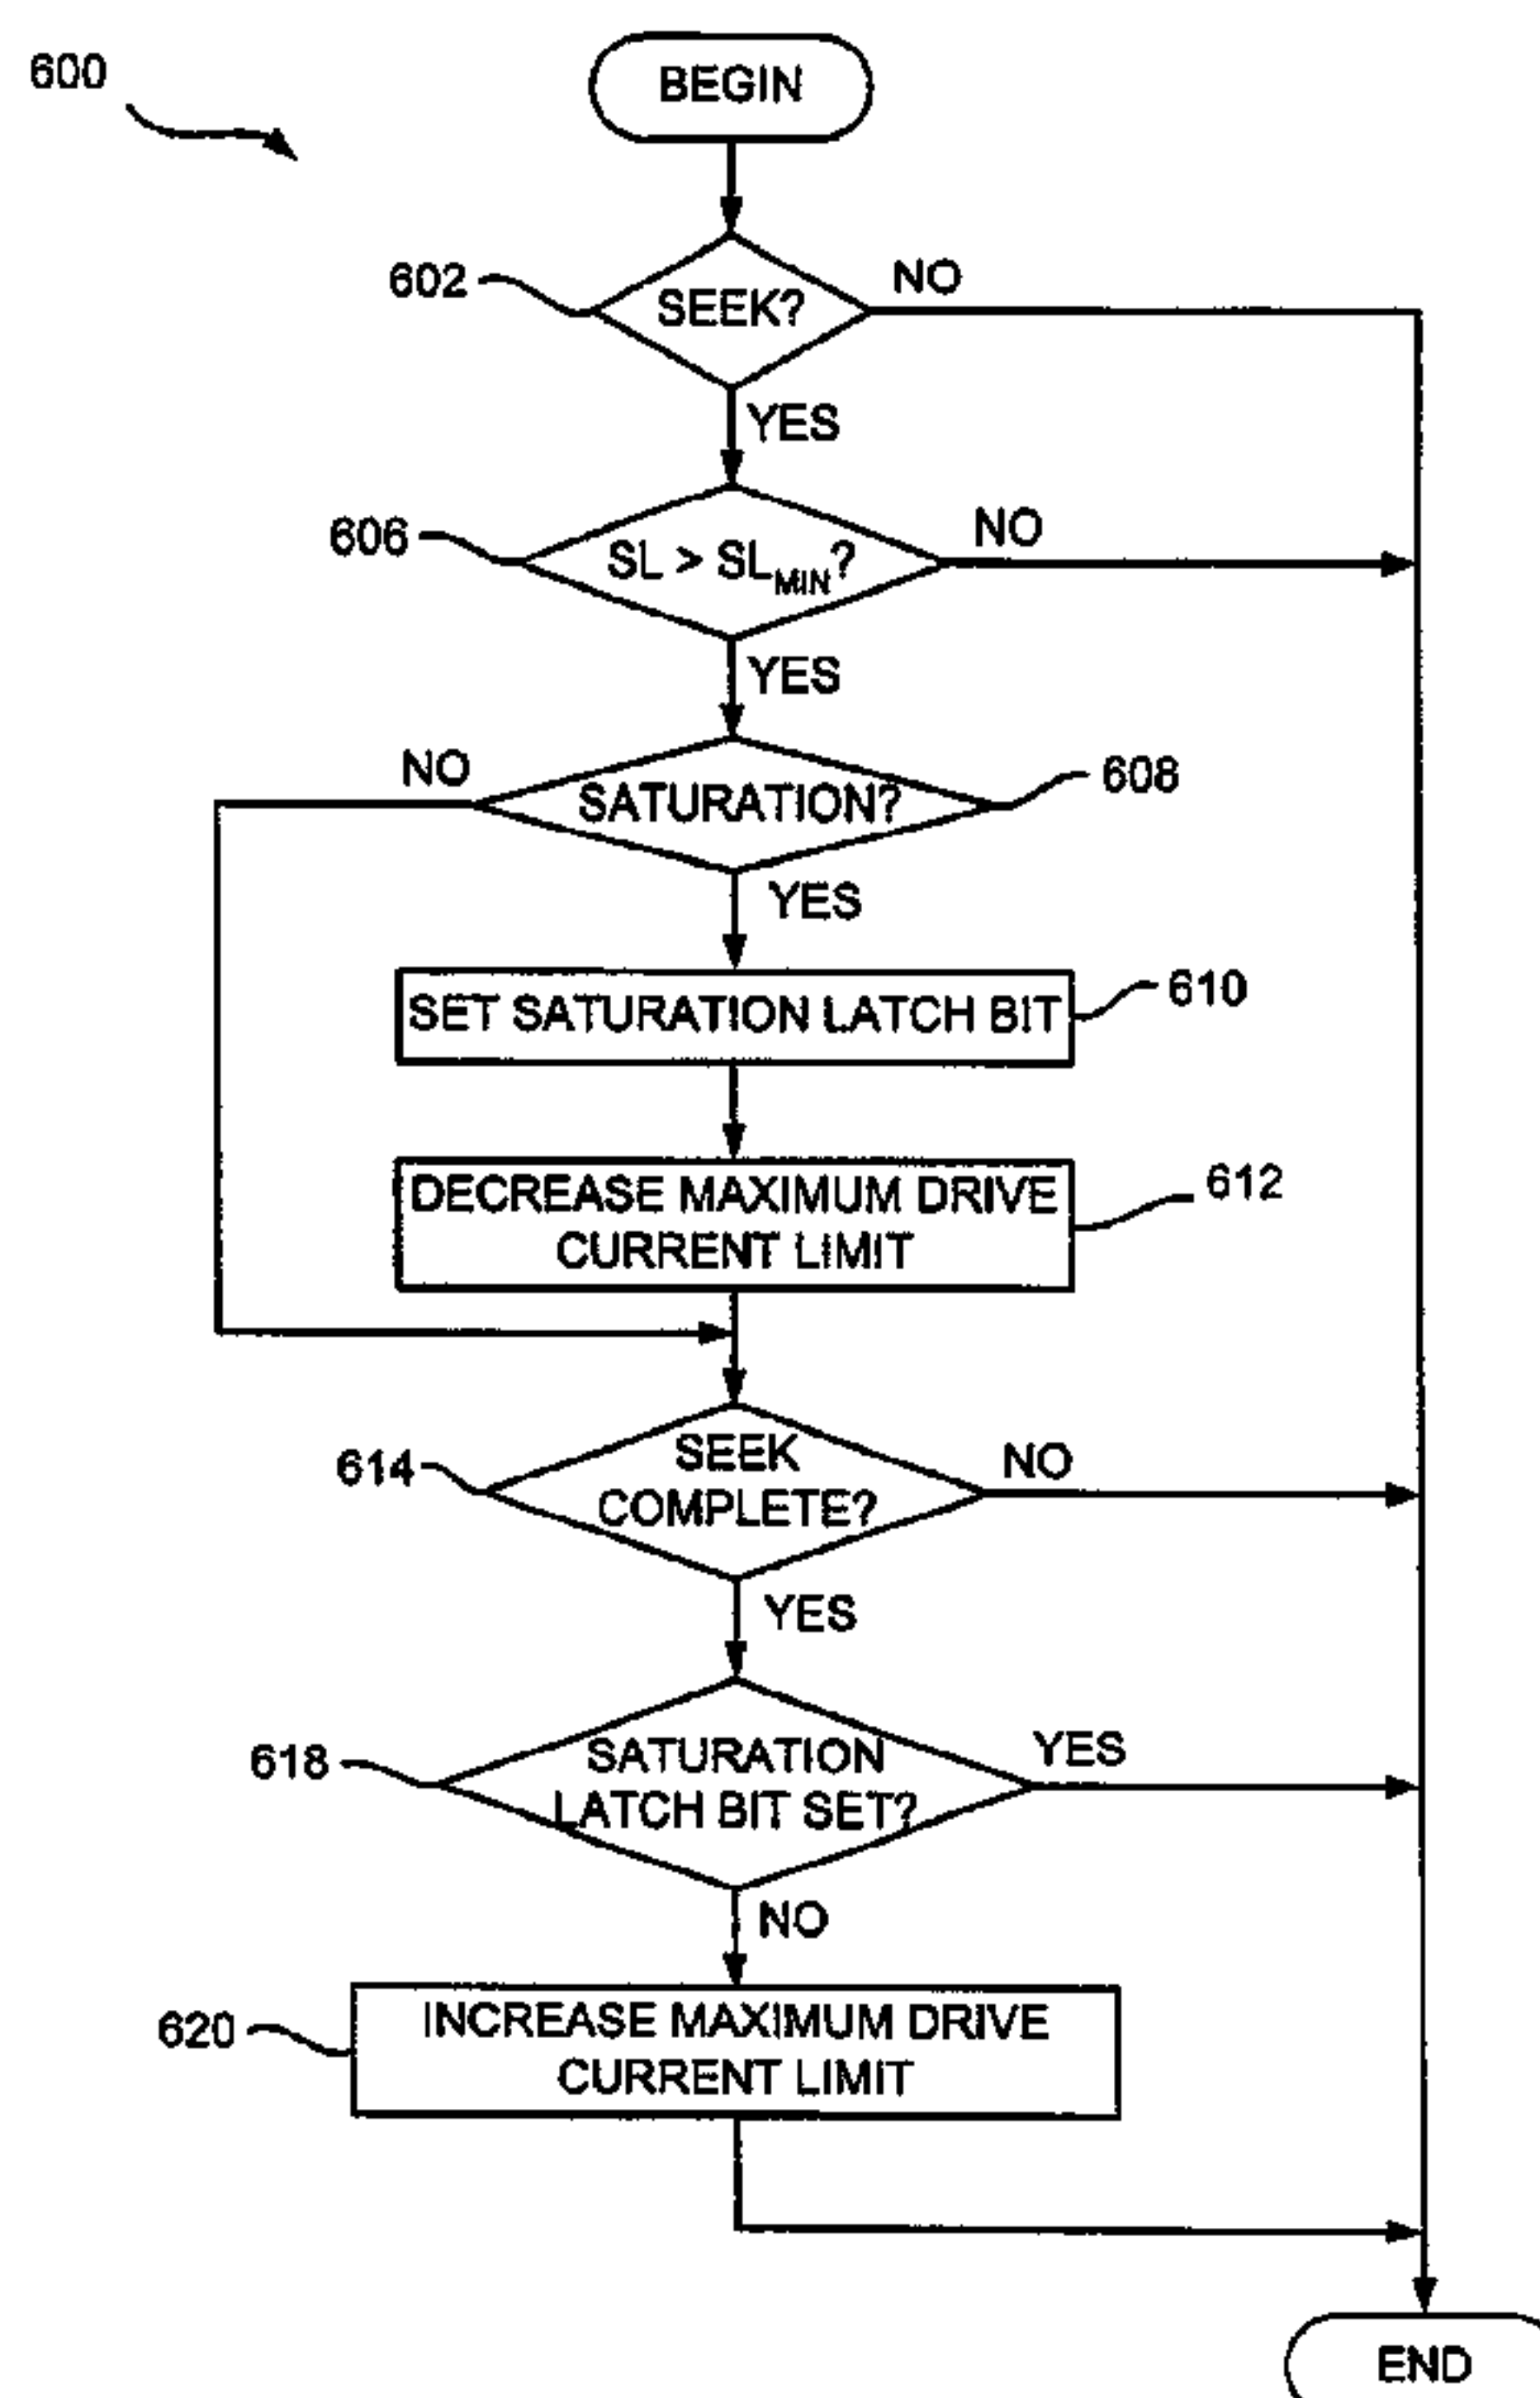 600
BEGIN
602
SEEK?
NO
YES
606
SL > SL_MIN?
NO
YES
NO
SATURATION?
608
YES
SET SATURATION LATCH BIT
610
DECREASE MAXIMUM DRIVE
CURRENT LIMIT
612
614
SEEK
COMPLETE?
NO
YES
618
SATURATION
LATCH BIT SET?
YES
NO
620
INCREASE MAXIMUM DRIVE
CURRENT LIMIT
END